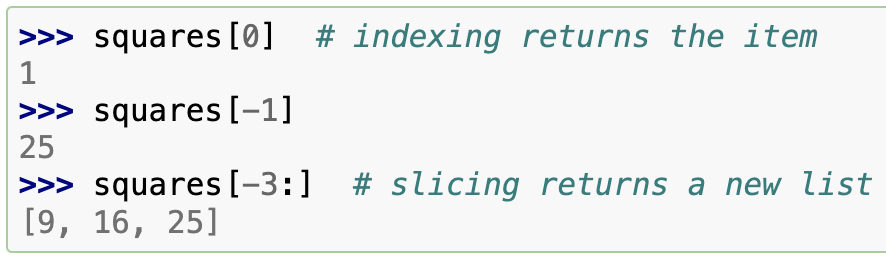 >>> squares[0]  # indexing returns the item
1
>>> squares[-1]
25
>>> squares[-3:]  # slicing returns a new list
[9, 16, 25]